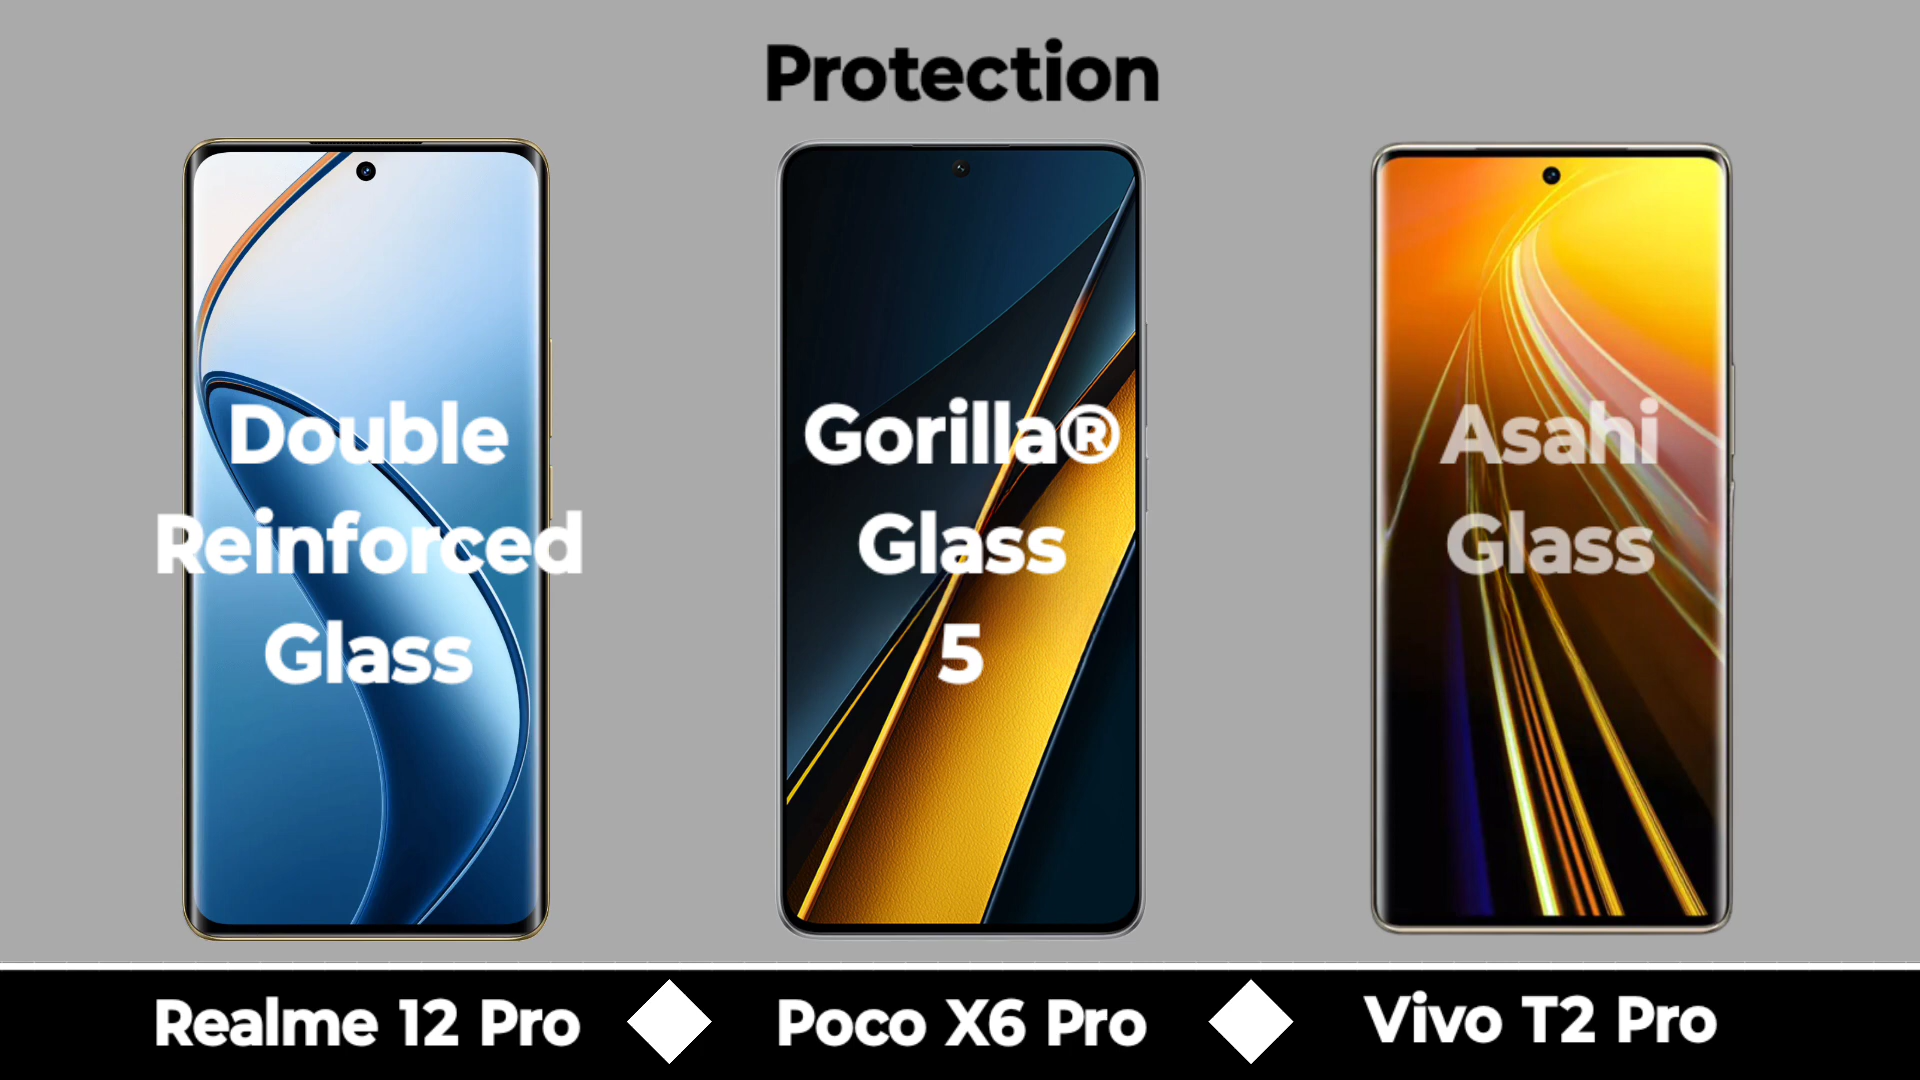 Protection
Double
Reinforced
Glass
Gorilla®
Glass
5
Asahi
Glass
Realme 12 Pro
Poco X6 Pro
Vivo T2 Pro